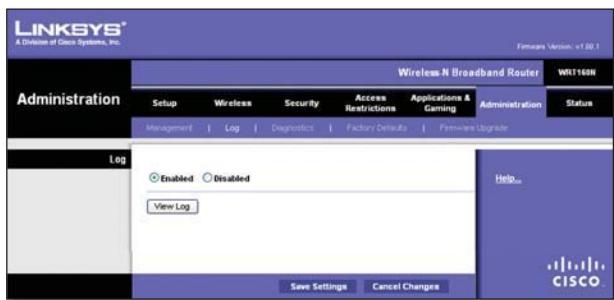 LINKSYS®
A Division of Cisco Systems, Inc.
Firmware Version: v1.00.1
Wireless-N Broadband Router WRT160N
Administration
Setup Wireless Security Access Restrictions Applications & Gaming Administration Status
Management | Log | Diagnostics | Factory Defaults | Firmware Upgrade
Log
Enabled Disabled
Help...
View Log
Save Settings Cancel Changes
CISCO